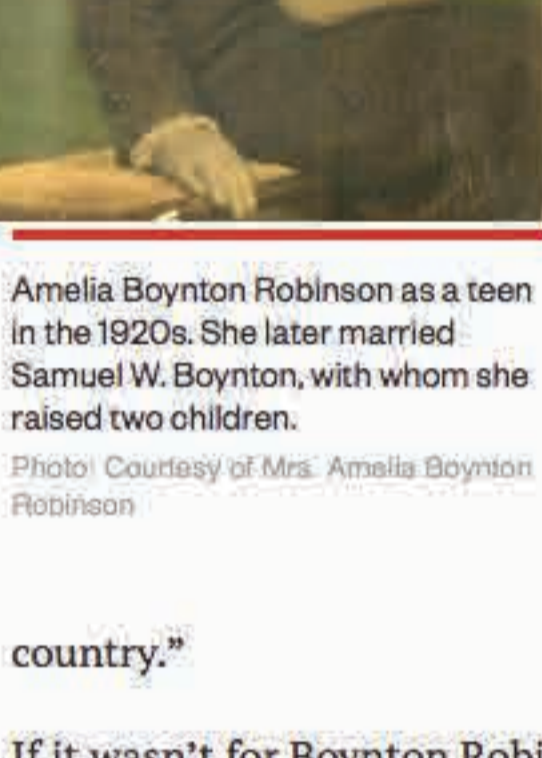 Amelia Boynton Robinson as a teen
in the 1920s. She later married
Samuel W. Boynton, with whom she
raised two children.
Photo: Courtesy of Mrs. Amelia Boynton
Robinson
country.”
If it wasn't for Boynton Robi